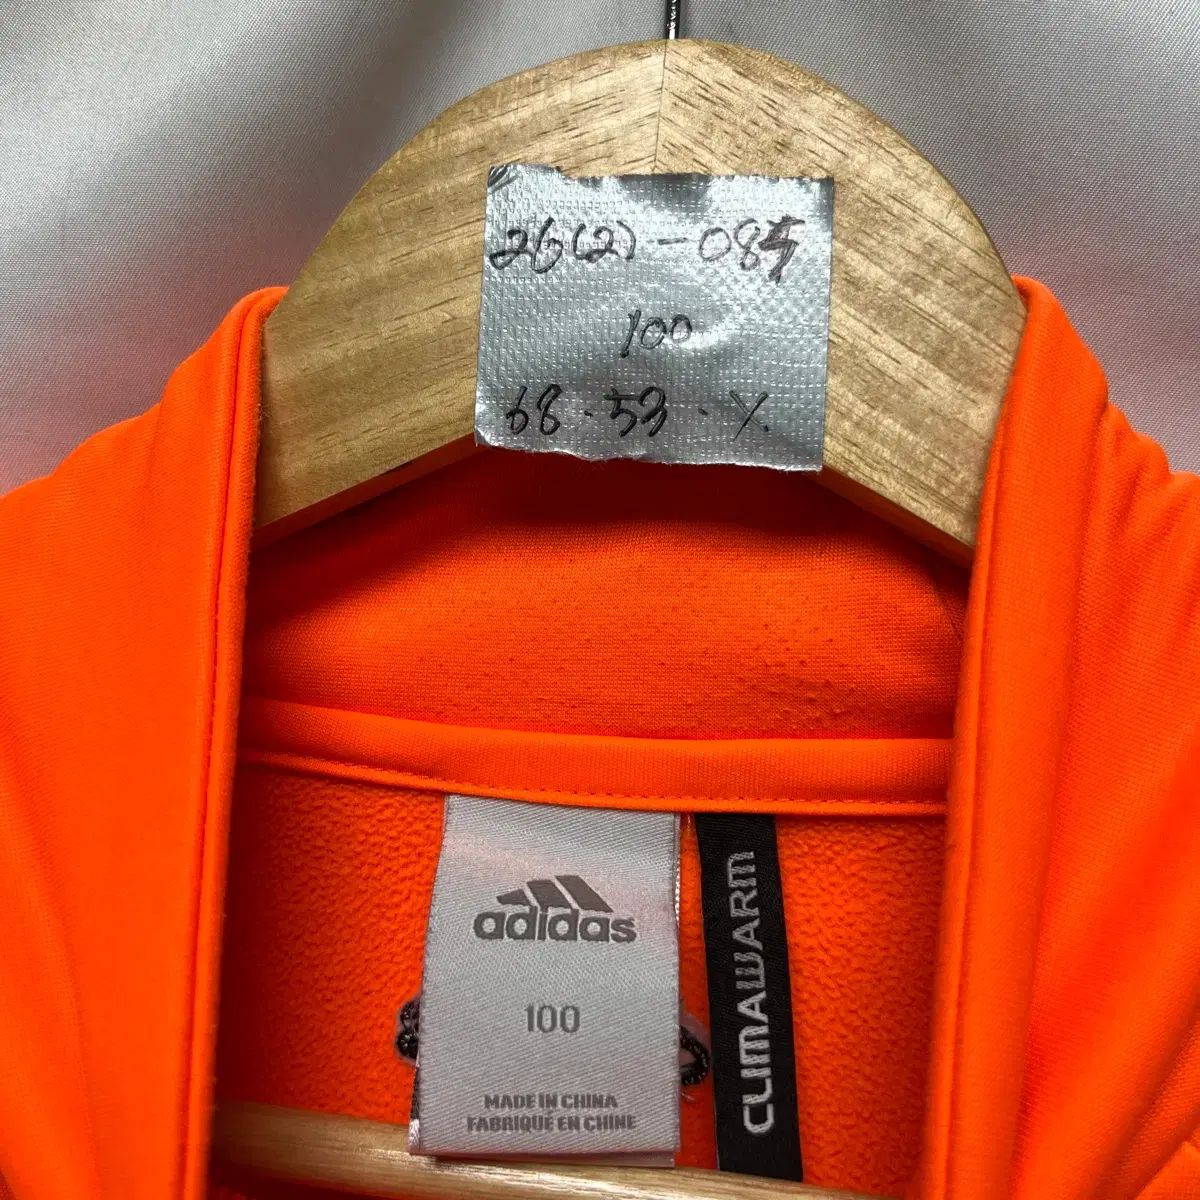 26(2)-085
100
68.53.X
adidas
100
MADE IN CHINA
FABRIQUÉ EN CHINE
CLIMAWARM